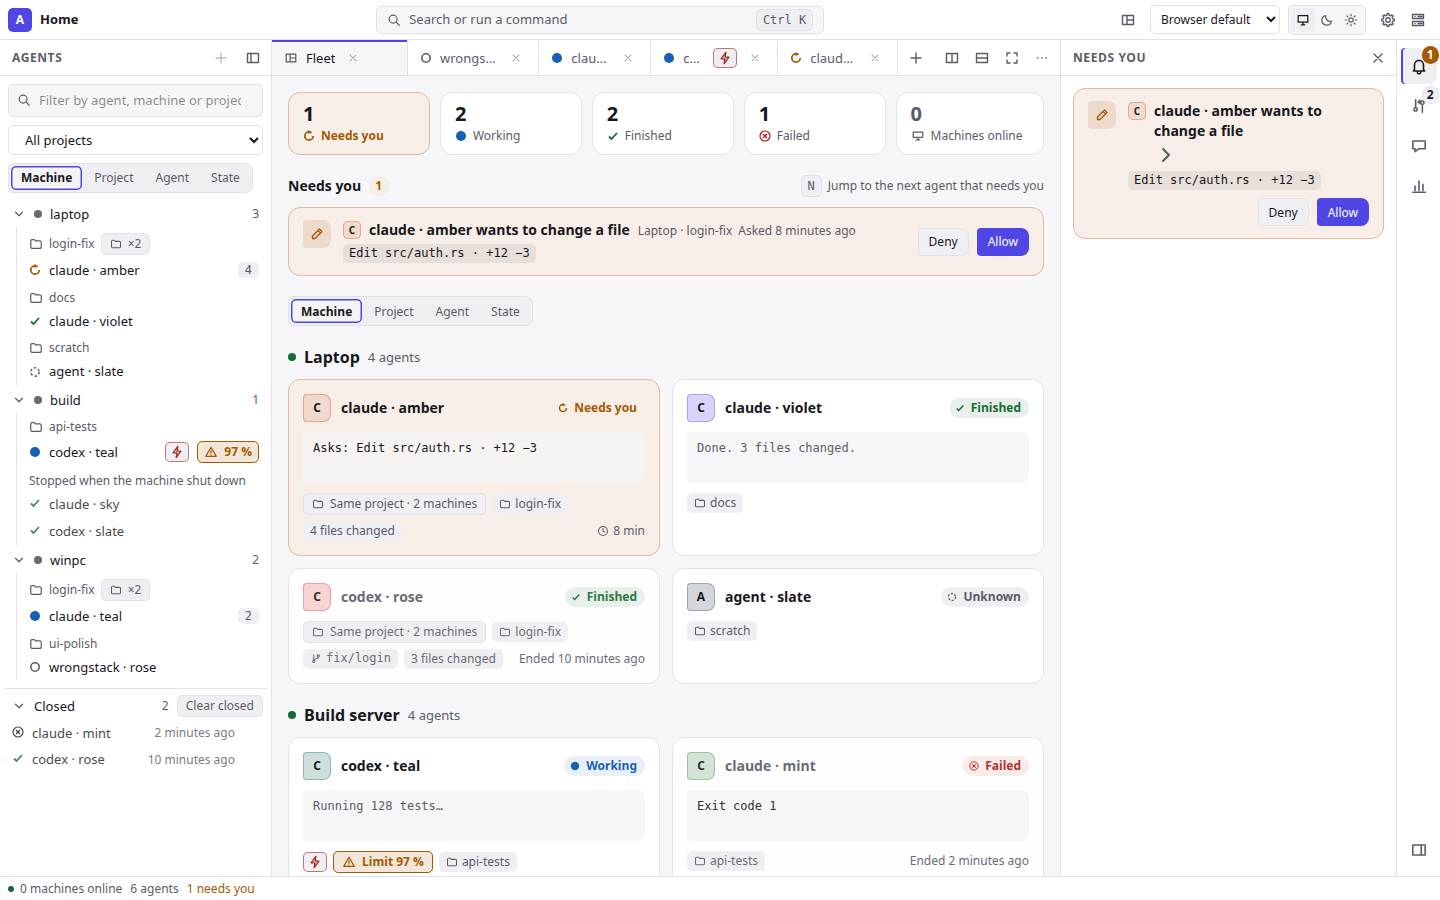 A Home
Search or run a command Ctrl K
Browser default
AGENTS
Filter by agent, machine or projec
All projects
Machine Project Agent State
laptop 3
login-fix ×2
claude · amber 4
docs
claude · violet
scratch
agent · slate
build 1
api-tests
codex · teal 97 %
Stopped when the machine shut down
claude · sky
codex · slate
winpc 2
login-fix ×2
claude · teal 2
ui-polish
wrongstack · rose
Closed 2 Clear closed
claude · mint 2 minutes ago
codex · rose 10 minutes ago
Fleet wrongs... clau... c... claud...
1 Needs you
2 Working
2 Finished
1 Failed
0 Machines online
Needs you 1
N Jump to the next agent that needs you
C claude · amber wants to change a file Laptop · login-fix Asked 8 minutes ago
Edit src/auth.rs · +12 −3
Deny Allow
Machine Project Agent State
Laptop 4 agents
C claude · amber Needs you
Asks: Edit src/auth.rs · +12 −3
Same project · 2 machines login-fix
4 files changed 8 min
C claude · violet Finished
Done. 3 files changed.
docs
C codex · rose Finished
Same project · 2 machines login-fix
fix/login 3 files changed Ended 10 minutes ago
A agent · slate Unknown
scratch
Build server 4 agents
C codex · teal Working
Running 128 tests…
Limit 97 % api-tests
C claude · mint Failed
Exit code 1
api-tests Ended 2 minutes ago
NEEDS YOU
C claude · amber wants to
change a file
Edit src/auth.rs · +12 −3
Deny Allow
1
2
0 machines online 6 agents 1 needs you